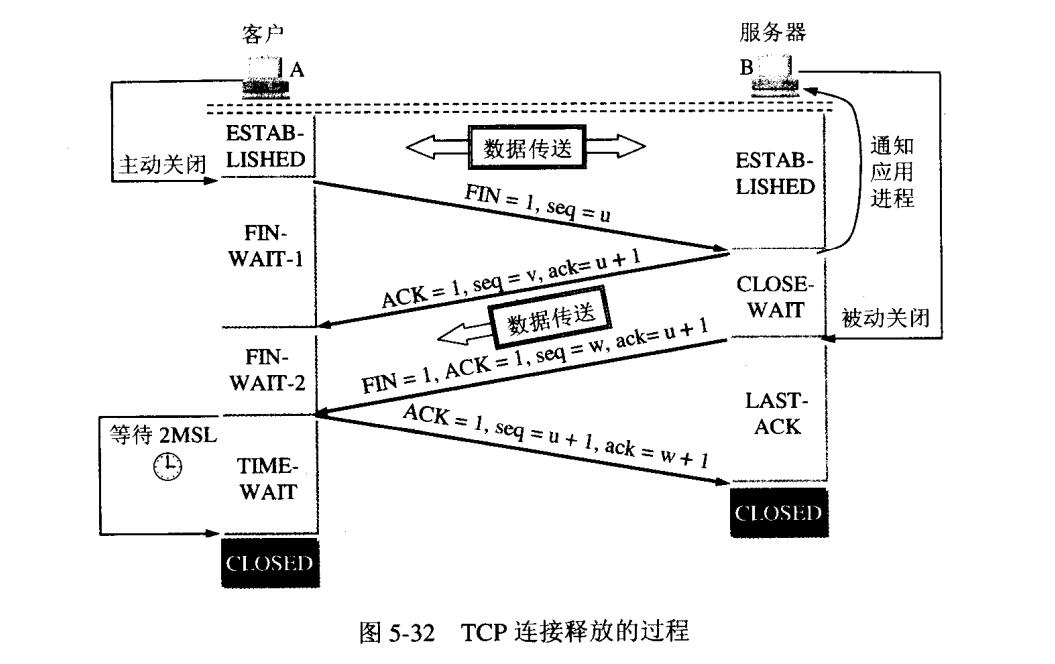 客户
服务器
A
B
ESTAB-
LISHED
数据传送
ESTAB-
LISHED
通知
应用
进程
主动关闭
FIN = 1, seq = u
FIN-
WAIT-1
ACK = 1, seq = v, ack= u + 1
CLOSE-
WAIT
数据传送
被动关闭
FIN = 1, ACK = 1, seq = w, ack= u + 1
FIN-
WAIT-2
LAST-
ACK
ACK = 1, seq = u + 1, ack = w + 1
等待 2MSL
TIME-
WAIT
CLOSED
CLOSED
图 5-32 TCP 连接释放的过程